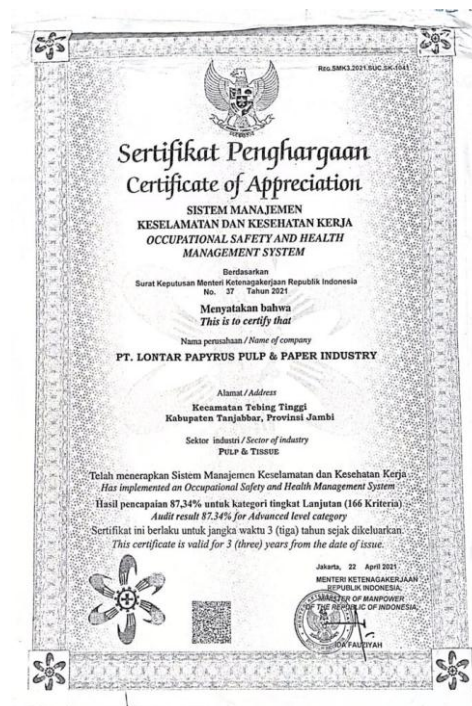 Reg.SMK3.2021.SUC.SK-1041
Sertifikat Penghargaan
Certificate of Appreciation
SISTEM MANAJEMEN
KESELAMATAN DAN KESEHATAN KERJA
OCCUPATIONAL SAFETY AND HEALTH
MANAGEMENT SYSTEM
Berdasarkan
Surat Keputusan Menteri Ketenagakerjaan Republik Indonesia
No. 37 Tahun 2021
Menyatakan bahwa
This is to certify that
Nama perusahaan / Name of company
PT. LONTAR PAPYRUS PULP & PAPER INDUSTRY
Alamat / Address
Kecamatan Tebing Tinggi
Kabupaten Tanjabbar, Provinsi Jambi
Sektor industri / Sector of industry
PULP & TISSUE
Telah menerapkan Sistem Manajemen Keselamatan dan Kesehatan Kerja
Has implemented an Occupational Safety and Health Management System
Hasil pencapaian 87,34% untuk kategori tingkat Lanjutan (166 Kriteria)
Audit result 87.34% for Advanced level category
Sertifikat ini berlaku untuk jangka waktu 3 (tiga) tahun sejak dikeluarkan.
This certificate is valid for 3 (three) years from the date of issue.
Jakarta, 22 April 2021
MENTERI KETENAGAKERJAAN
REPUBLIK INDONESIA,
MINISTER OF MANPOWER
OF THE REPUBLIC OF INDONESIA,
IDA FAUZIYAH